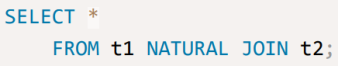 SELECT *
FROM t1 NATURAL JOIN t2;